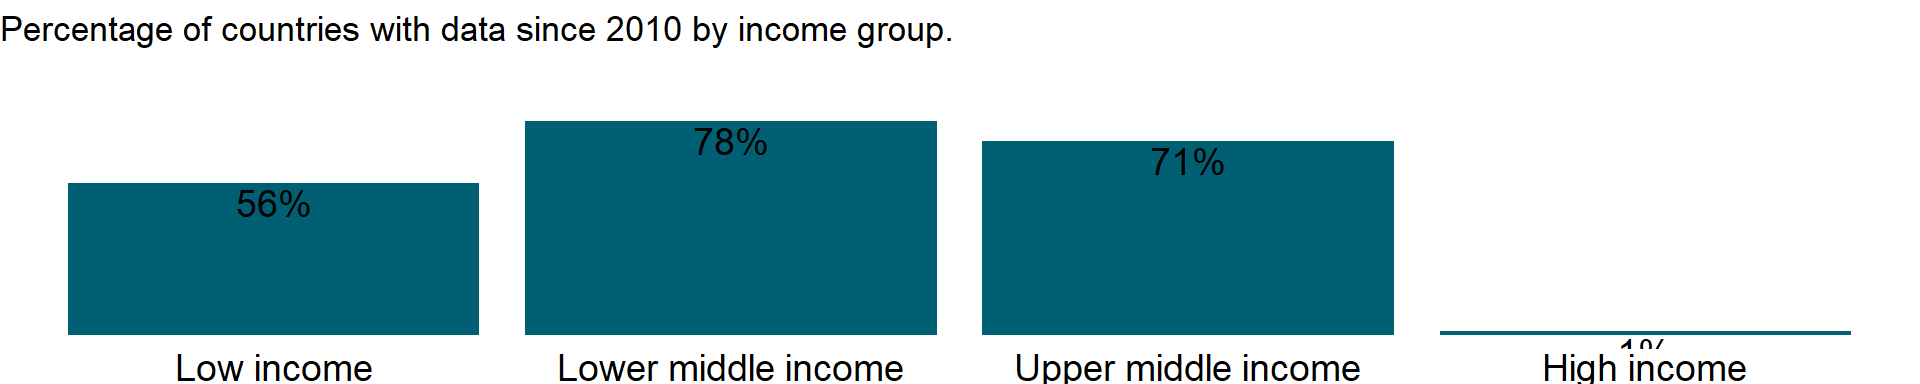 Percentage of countries with data since 2010 by income group.
78%
71%
56%
1%
Low income
Lower middle income
Upper middle income
High income